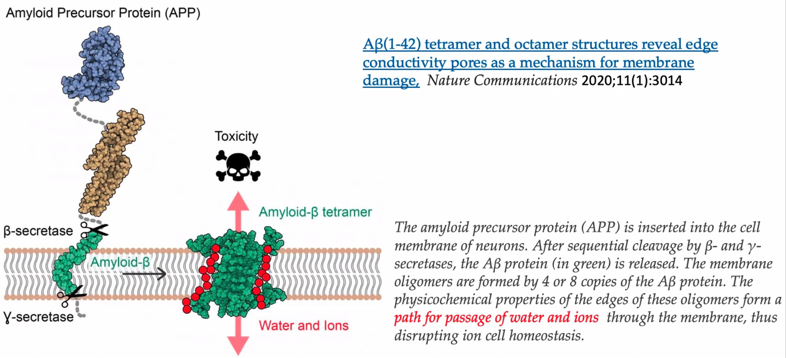 Amyloid Precursor Protein (APP)
Aβ(1-42) tetramer and octamer structures reveal edge
conductivity pores as a mechanism for membrane
damage, Nature Communications 2020;11(1):3014
Toxicity
Amyloid-β tetramer
β-secretase
Amyloid-β
Ɣ-secretase
Water and Ions
The amyloid precursor protein (APP) is inserted into the cell
membrane of neurons. After sequential cleavage by β- and γ-
secretases, the Aβ protein (in green) is released. The membrane
oligomers are formed by 4 or 8 copies of the Aβ protein. The
physicochemical properties of the edges of these oligomers form a
path for passage of water and ions through the membrane, thus
disrupting ion cell homeostasis.